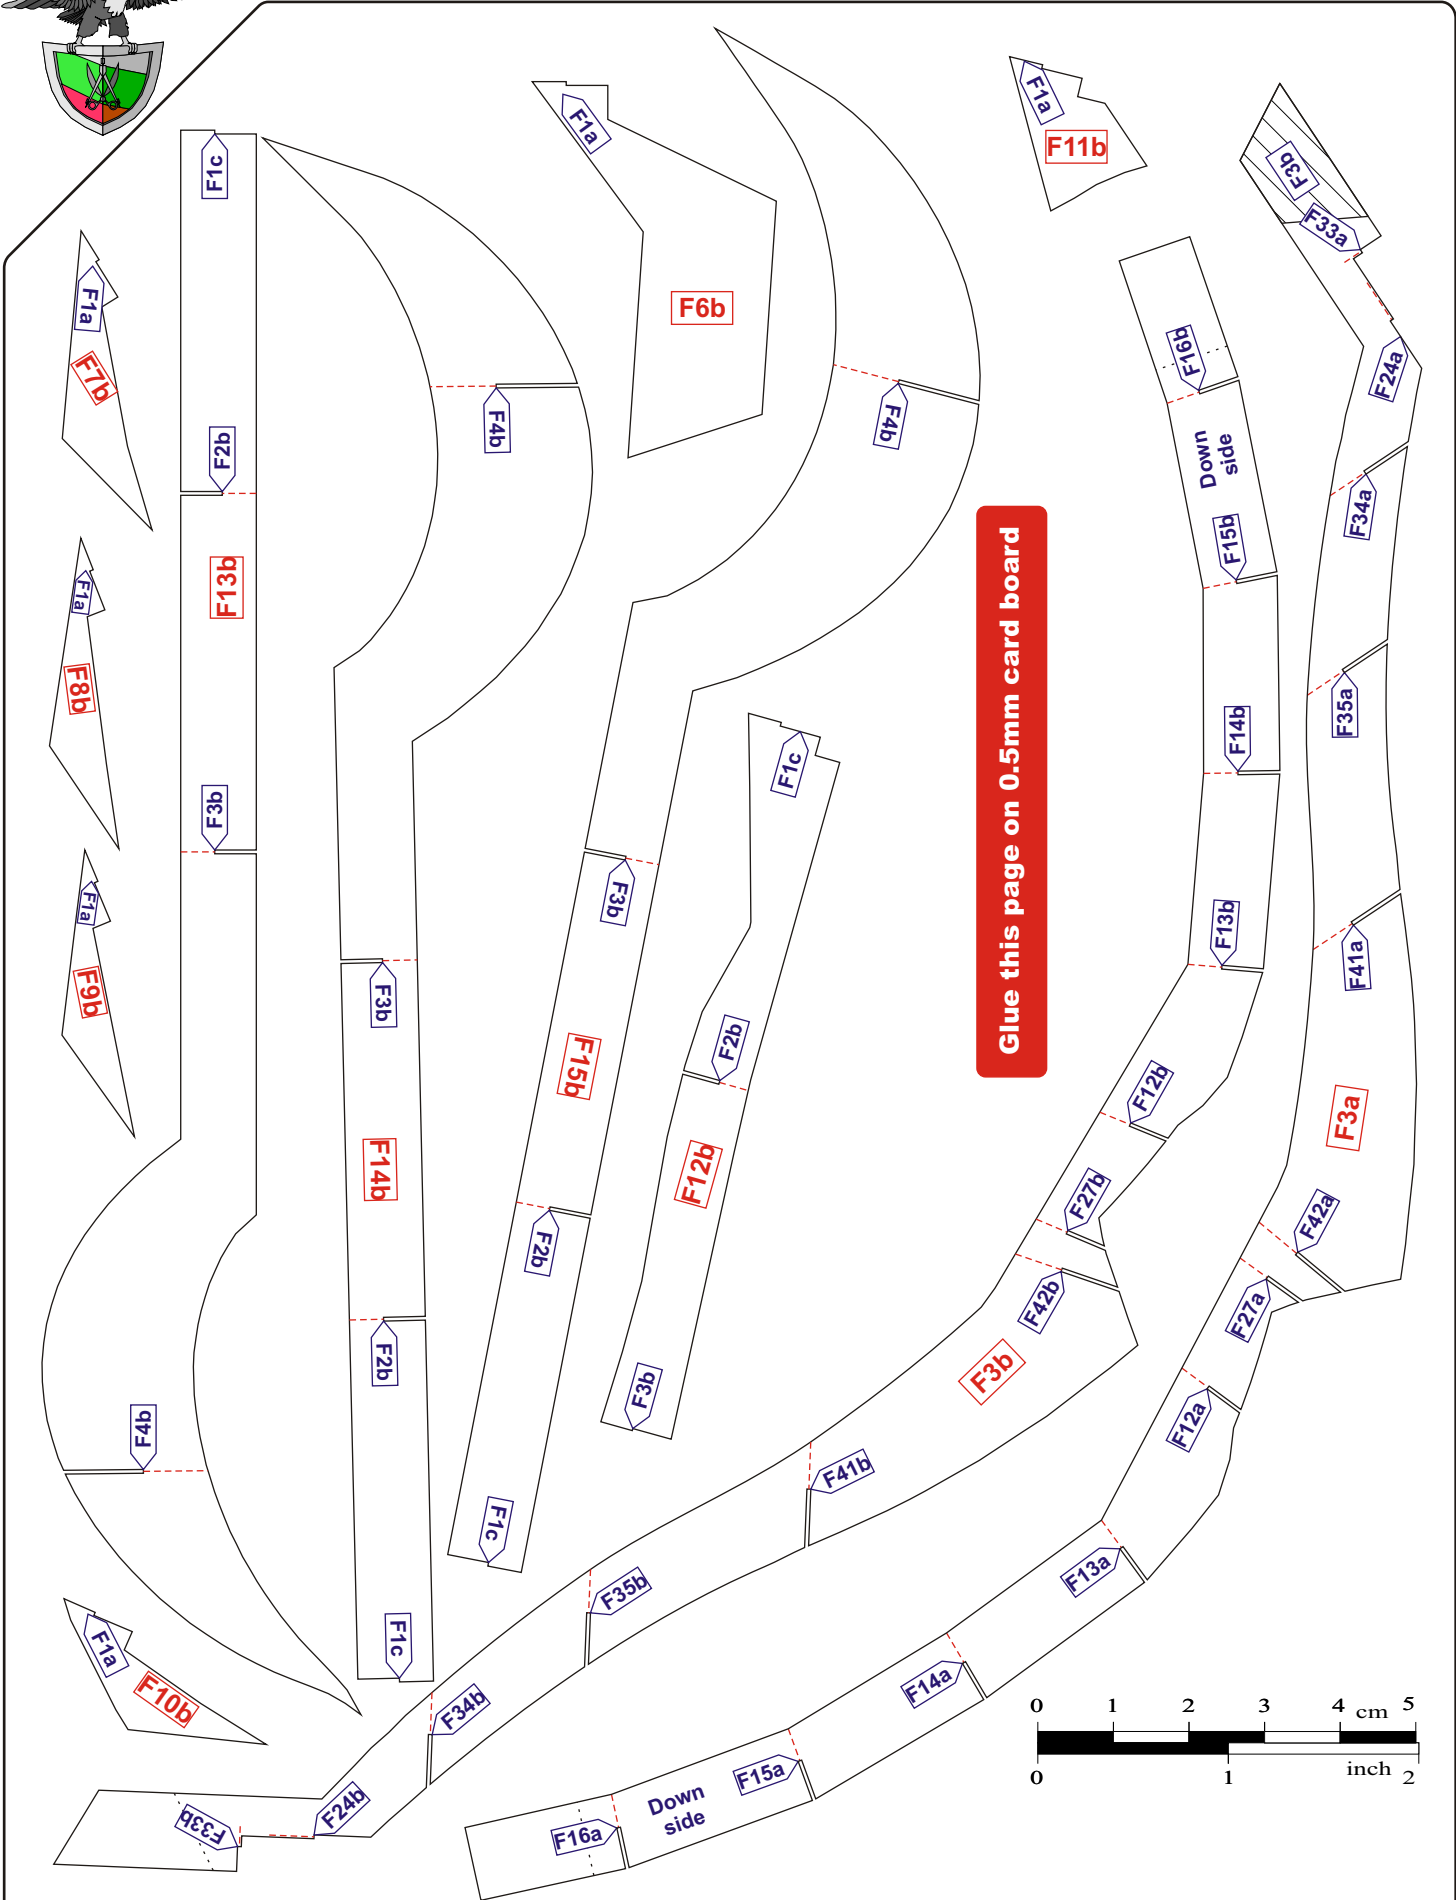 F1c
F1a
F1a
F11b
F3b
F33a
F1a
F7b
F6b
F16b
F24a
F2b
F4b
F4b
Down
side
F34a
F15b
F1a
F13b
F8b
F3b
F1c
F14b
F35a
Glue this page on 0.5mm card board
F1a
F3b
F13b
F41a
F9b
F3b
F2b
F15b
F12b
F3a
F14b
F12b
F27b
F42a
F2b
F42b
F27a
F2b
F3b
F3b
F4b
F12a
F41b
F1c
F35b
F13a
F1a
F1c
F10b
F34b
F14a
0 1 2 3 4 cm 5
F15a
Down
side
inch
0 1 2
F33b
F24b
F16a